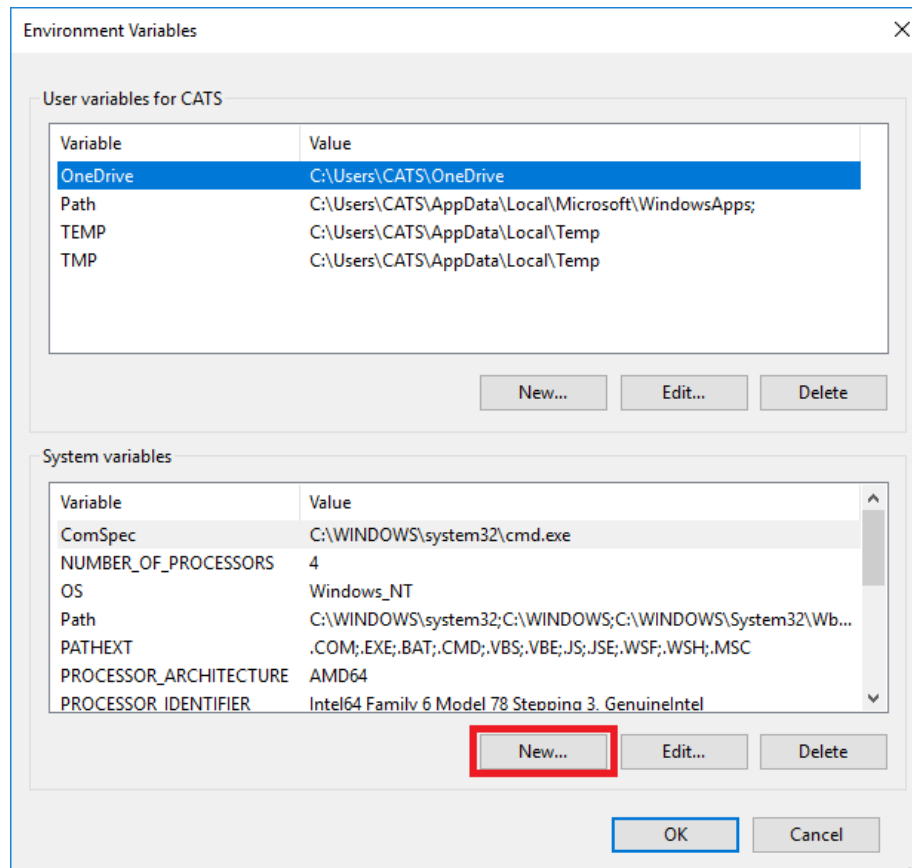 Environment Variables
User variables for CATS
Variable Value
OneDrive C:\Users\CATS\OneDrive
Path C:\Users\CATS\AppData\Local\Microsoft\WindowsApps;
TEMP C:\Users\CATS\AppData\Local\Temp
TMP C:\Users\CATS\AppData\Local\Temp
New... Edit... Delete
System variables
Variable Value
ComSpec C:\WINDOWS\system32\cmd.exe
NUMBER_OF_PROCESSORS 4
OS Windows_NT
Path C:\WINDOWS\system32;C:\WINDOWS;C:\WINDOWS\System32\Wb...
PATHEXT .COM;.EXE;.BAT;.CMD;.VBS;.VBE;.JS;.JSE;.WSF;.WSH;.MSC
PROCESSOR_ARCHITECTURE AMD64
PROCESSOR_IDENTIFIER Intel64 Family 6 Model 78 Stepping 3, GenuineIntel
New... Edit... Delete
OK Cancel